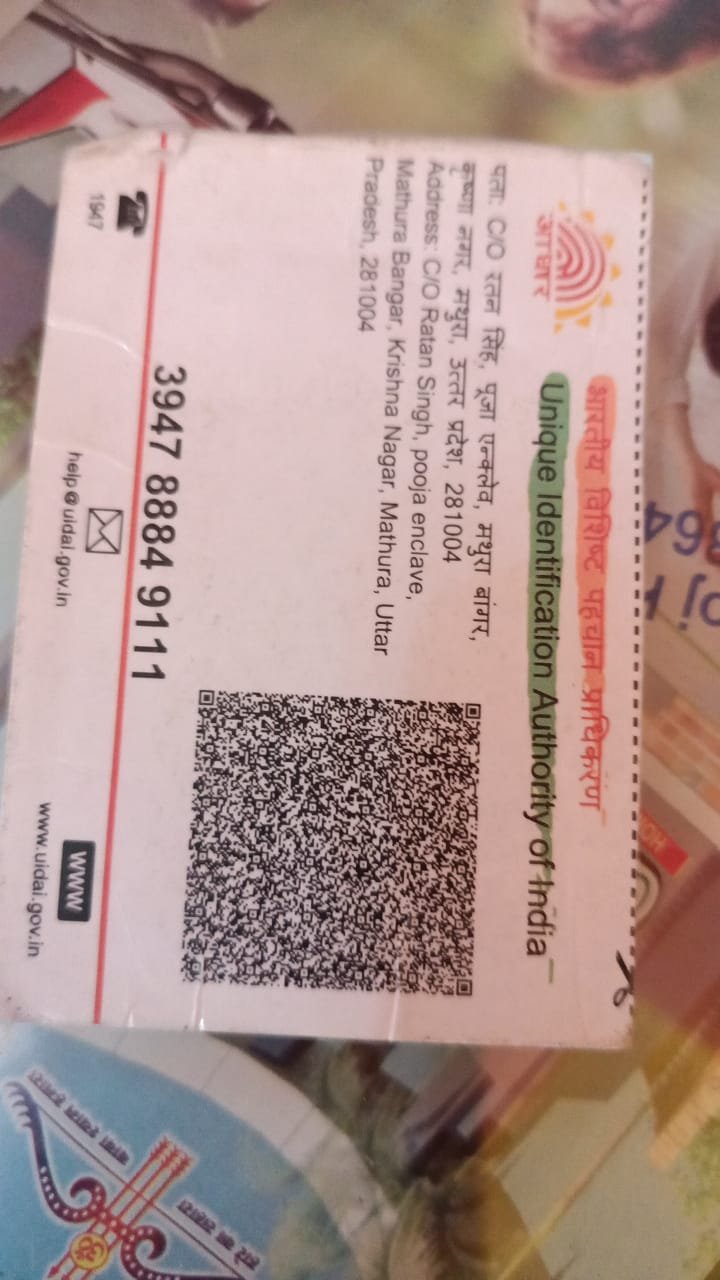 आधार
भारतीय विशिष्ट पहचान प्राधिकरण
Unique Identification Authority of India
पता: C/O रतन सिंह, पूजा एन्क्लेव, मथुरा बांगर,
कृष्णा नगर, मथुरा, उत्तर प्रदेश, 281004
Address: C/O Ratan Singh, pooja enclave,
Mathura Bangar, Krishna Nagar, Mathura, Uttar
Pradesh, 281004
3947 8884 9111
1947
help@uidai.gov.in
www
www.uidai.gov.in